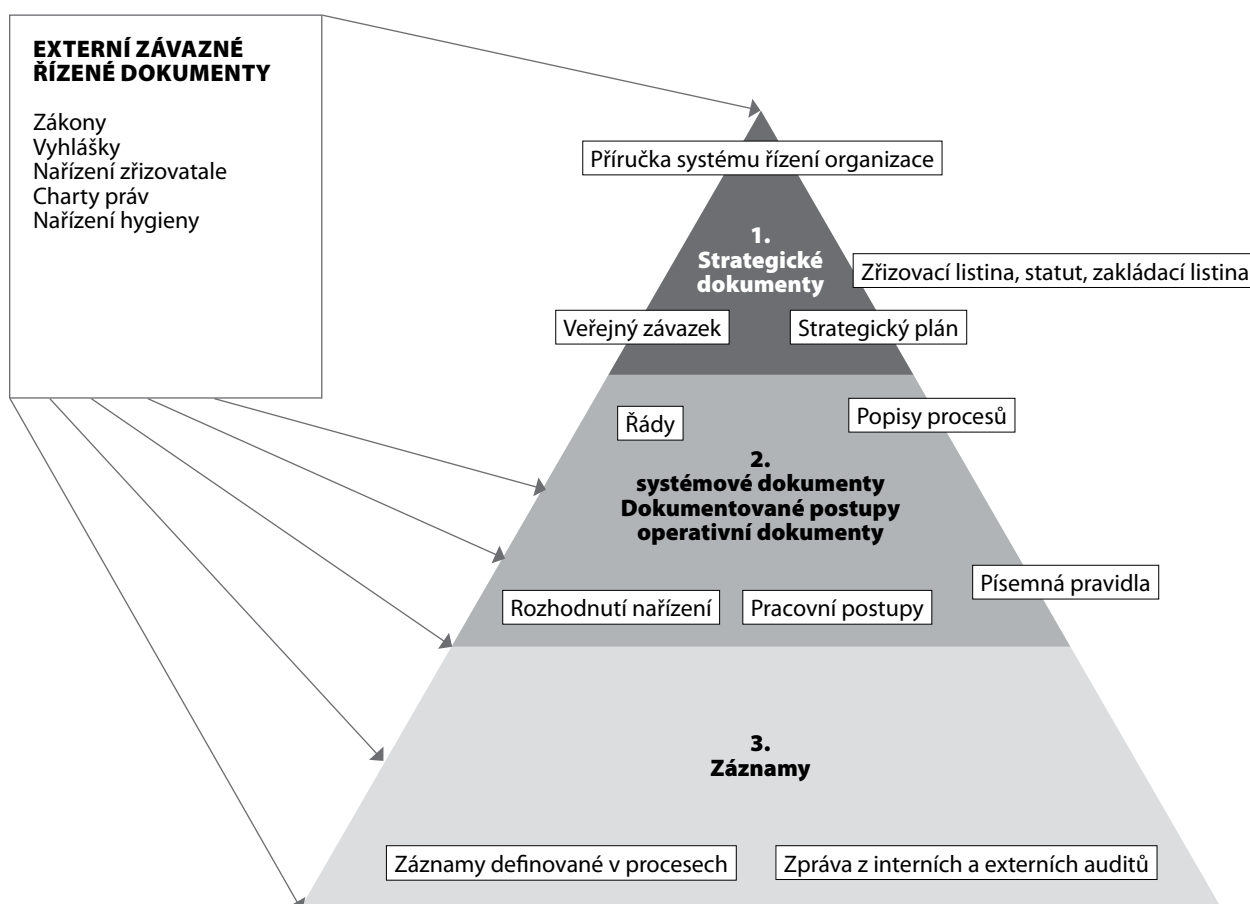 EXTERNÍ ZÁVAZNÉ
ŘÍZENÉ DOKUMENTY
Zákony
Vyhlášky
Nařízení zřizovatale
Charty práv
Nařízení hygieny
Příručka systému řízení organizace
1.
Strategické
dokumenty
Zřizovací listina, statut, zakládací listina
Veřejný závazek
Strategický plán
Řády
Popisy procesů
2.
systémové dokumenty
Dokumentované postupy
operativní dokumenty
Písemná pravidla
Rozhodnutí nařízení
Pracovní postupy
3.
Záznamy
Záznamy definované v procesech
Zpráva z interních a externích auditů